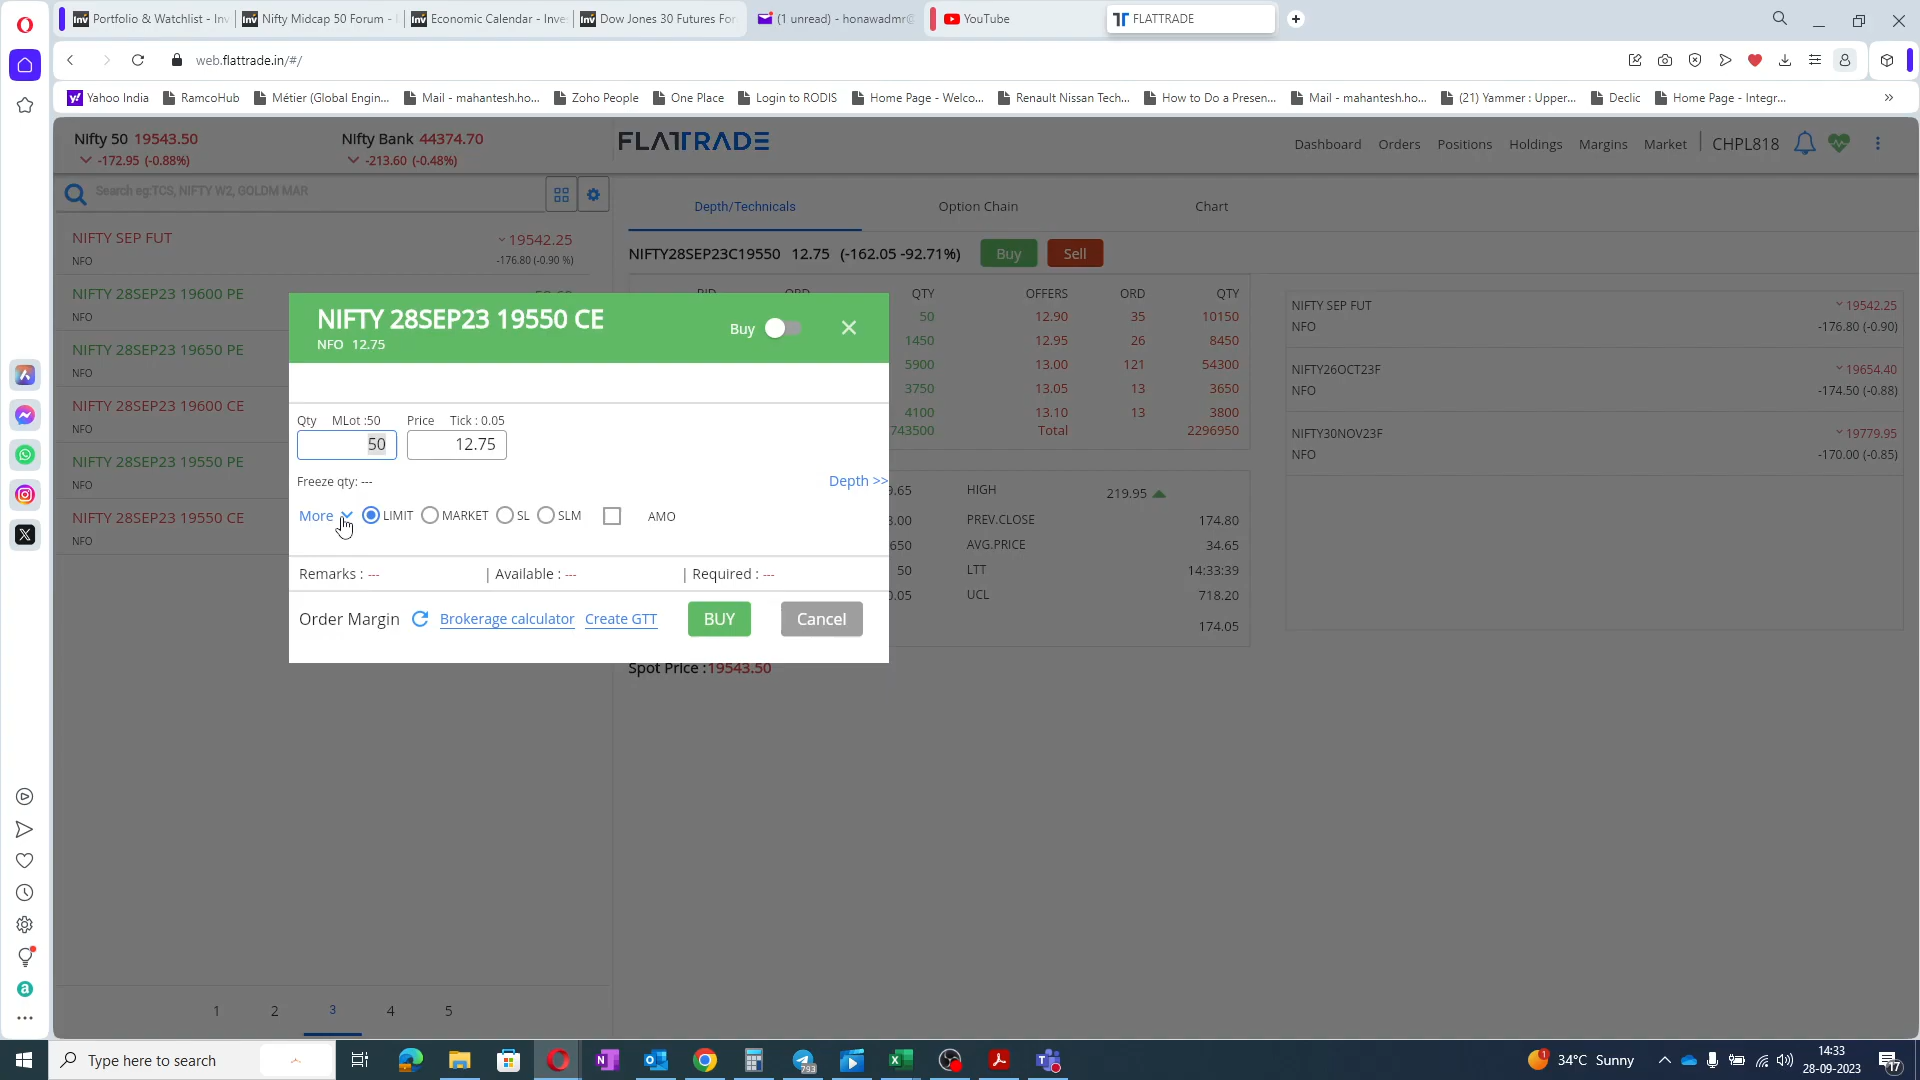 Portfolio & Watchlist - Inv
Nifty Midcap 50 Forum -
Economic Calendar - Inve
Dow Jones 30 Futures For
(1 unread) - honawadmr@
YouTube
FLATTRADE
web.flattrade.in/#/
Yahoo India
RamcoHub
Métier (Global Engin...
Mail - mahantesh.ho...
Zoho People
One Place
Login to RODIS
Home Page - Welco...
Renault Nissan Tech...
How to Do a Presen...
Mail - mahantesh.ho...
(21) Yammer : Upper...
Declic
Home Page - Integr...
Nifty 50 19543.50
-172.95 (-0.88%)
Nifty Bank 44374.70
-213.60 (-0.48%)
FLATTRADE
Dashboard Orders Positions Holdings Margins Market CHPL818
Search eg:TCS, NIFTY W2, GOLDM MAR
NIFTY SEP FUT 19542.25
NFO -176.80 (-0.90 %)
NIFTY 28SEP23 19600 PE
NFO
NIFTY 28SEP23 19650 PE
NFO
NIFTY 28SEP23 19600 CE
NFO
NIFTY 28SEP23 19550 PE
NFO
NIFTY 28SEP23 19550 CE
NFO
1 2 3 4 5
Depth/Technicals Option Chain Chart
NIFTY28SEP23C19550 12.75 (-162.05 -92.71%) Buy Sell
BID ORD QTY OFFERS ORD QTY
50 12.90 35 10150
1450 12.95 26 8450
5900 13.00 121 54300
3750 13.05 13 3650
4100 13.10 13 3800
743500 Total 2296950
9.65 HIGH 219.95
3.00 PREV.CLOSE 174.80
650 AVG.PRICE 34.65
50 LTT 14:33:39
0.05 UCL 718.20
174.05
Spot Price :19543.50
NIFTY SEP FUT 19542.25
NFO -176.80 (-0.90)
NIFTY26OCT23F 19654.40
NFO -174.50 (-0.88)
NIFTY30NOV23F 19779.95
NFO -170.00 (-0.85)
NIFTY 28SEP23 19550 CE
NFO 12.75
Buy
Qty MLot :50 Price Tick : 0.05
50 12.75
Freeze qty: ---
Depth >>
More LIMIT MARKET SL SLM AMO
Remarks : --- | Available : --- | Required : ---
Order Margin Brokerage calculator Create GTT BUY Cancel
Type here to search
793
34°C Sunny
14:33
28-09-2023
17